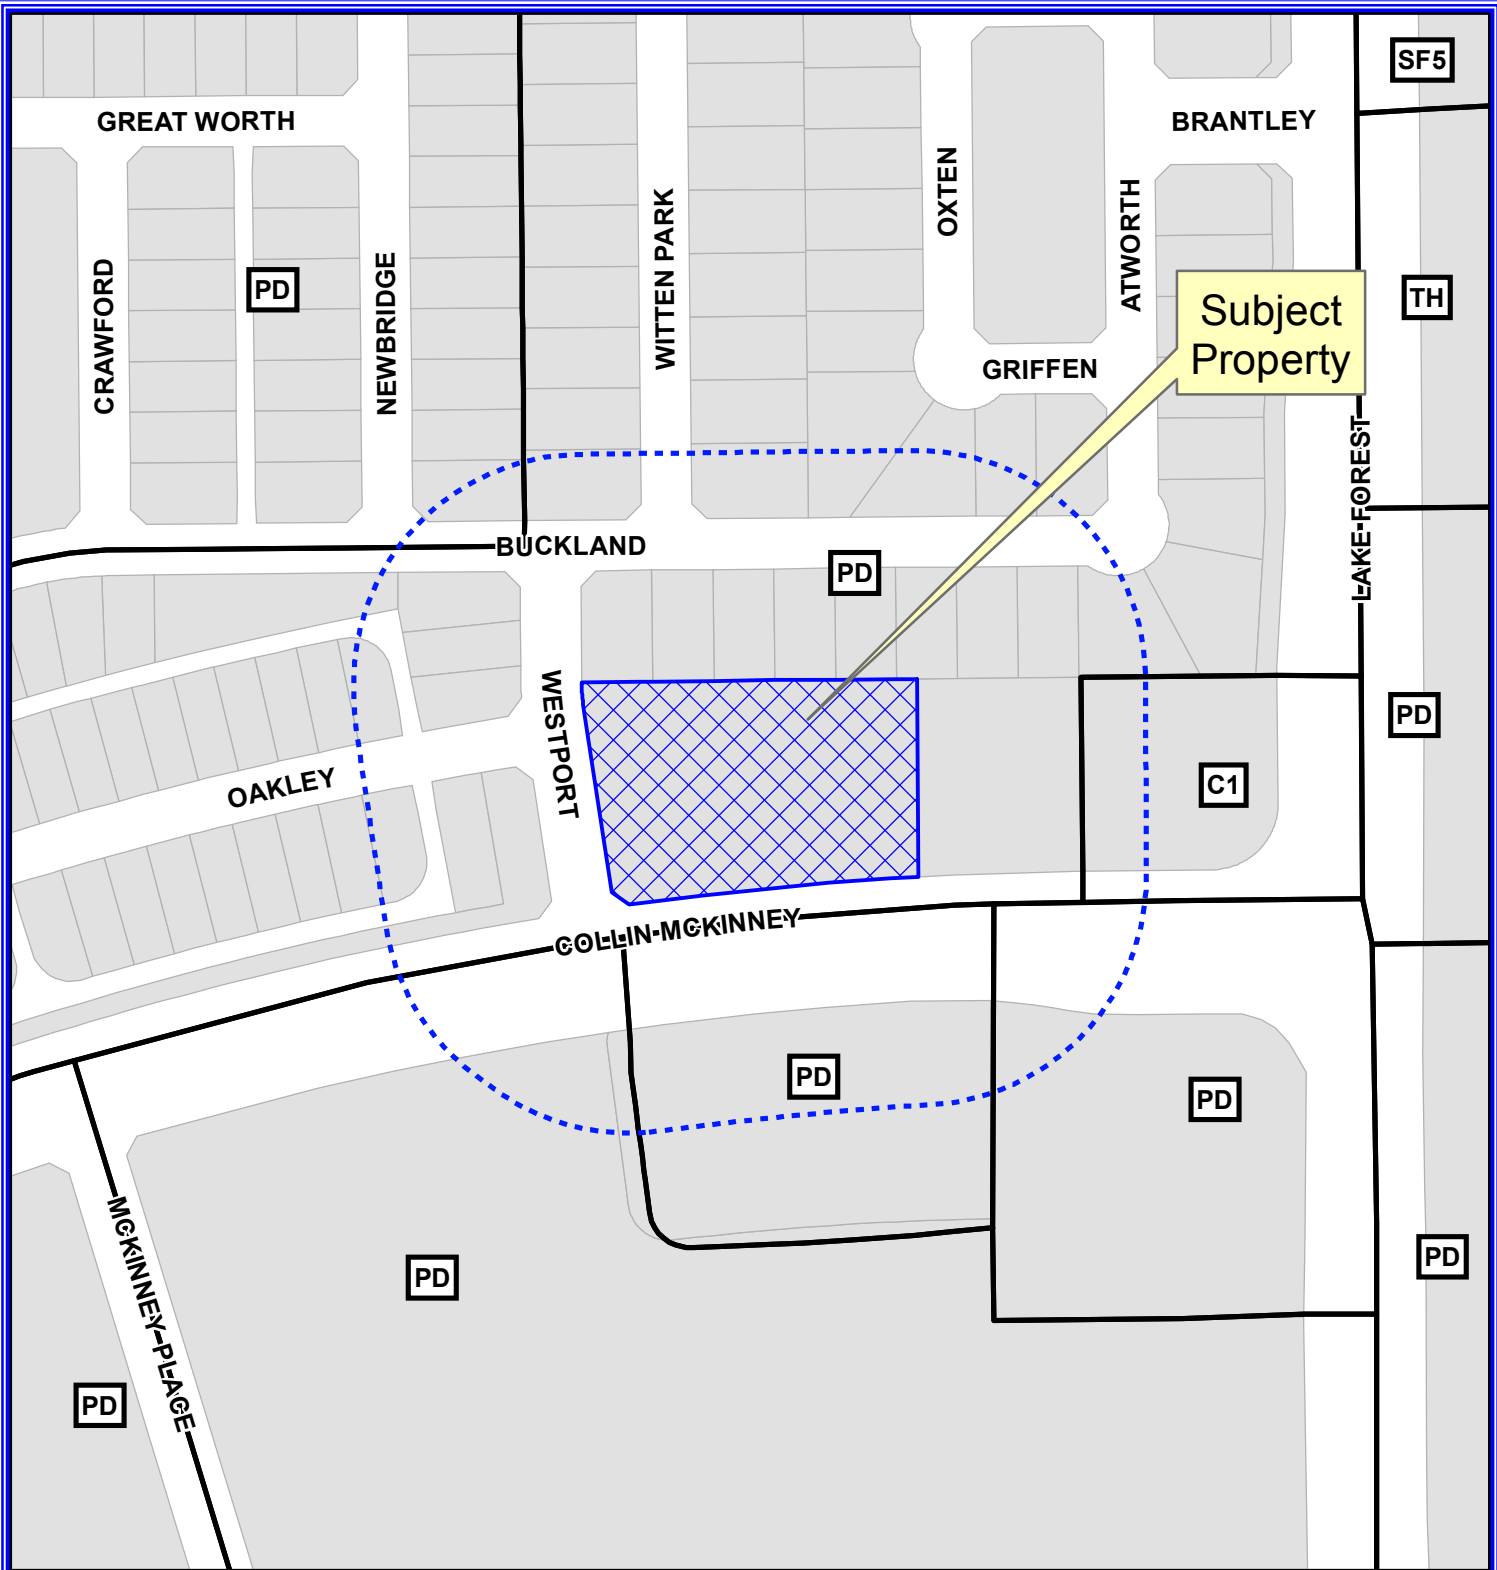 SF5
GREAT WORTH
BRANTLEY
OXTEN
ATWORTH
WITTEN PARK
NEWBRIDGE
CRAWFORD
PD
TH
Subject
Property
GRIFFEN
LAKE FOREST
BUCKLAND
PD
WESTPORT
PD
OAKLEY
C1
COLLIN MCKINNEY
PD
PD
MCKINNEY PLACE
PD
PD
PD